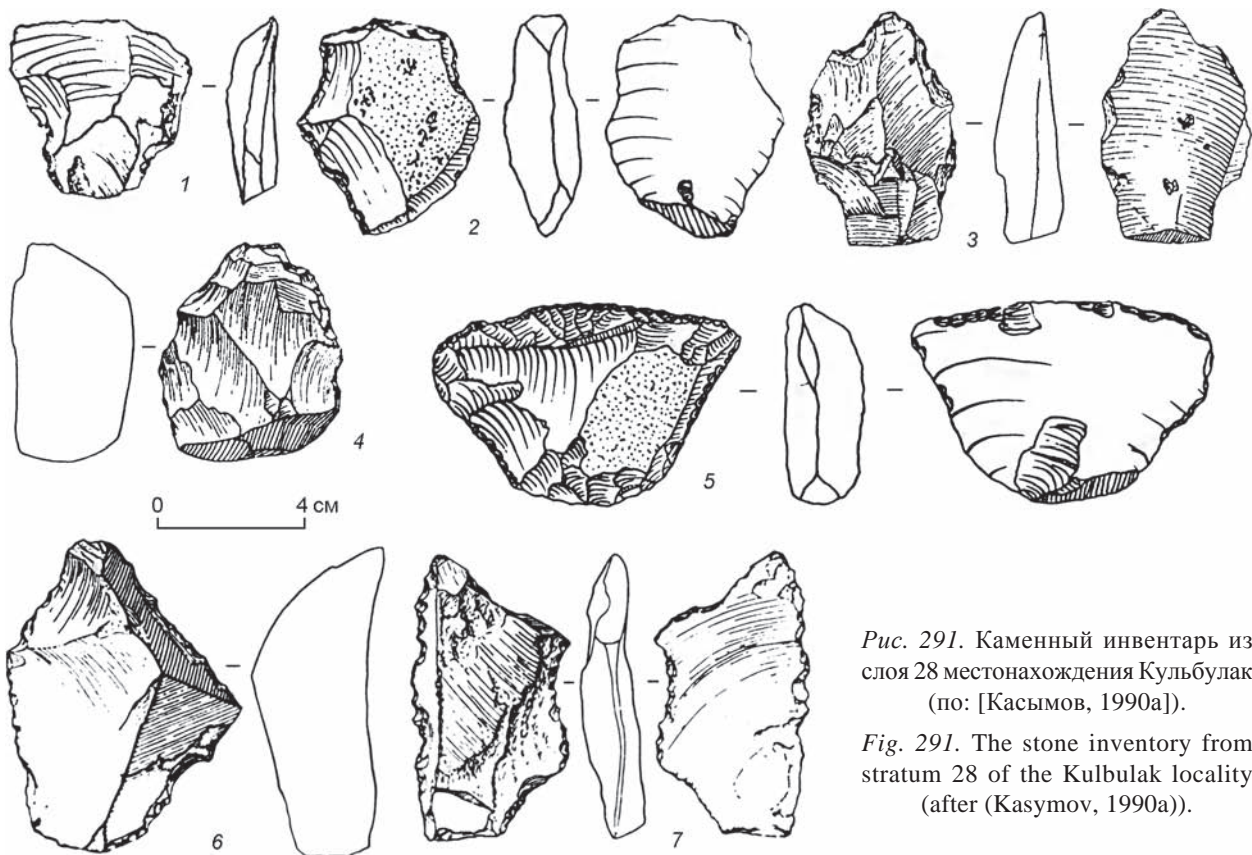 1
2
3
4
5
0 4 см
6
7
Рис. 291. Каменный инвентарь из
слоя 28 местонахождения Кульбулак
(по: [Касымов, 1990а]).
Fig. 291. The stone inventory from
stratum 28 of the Kulbulak locality
(after (Kasymov, 1990a)).